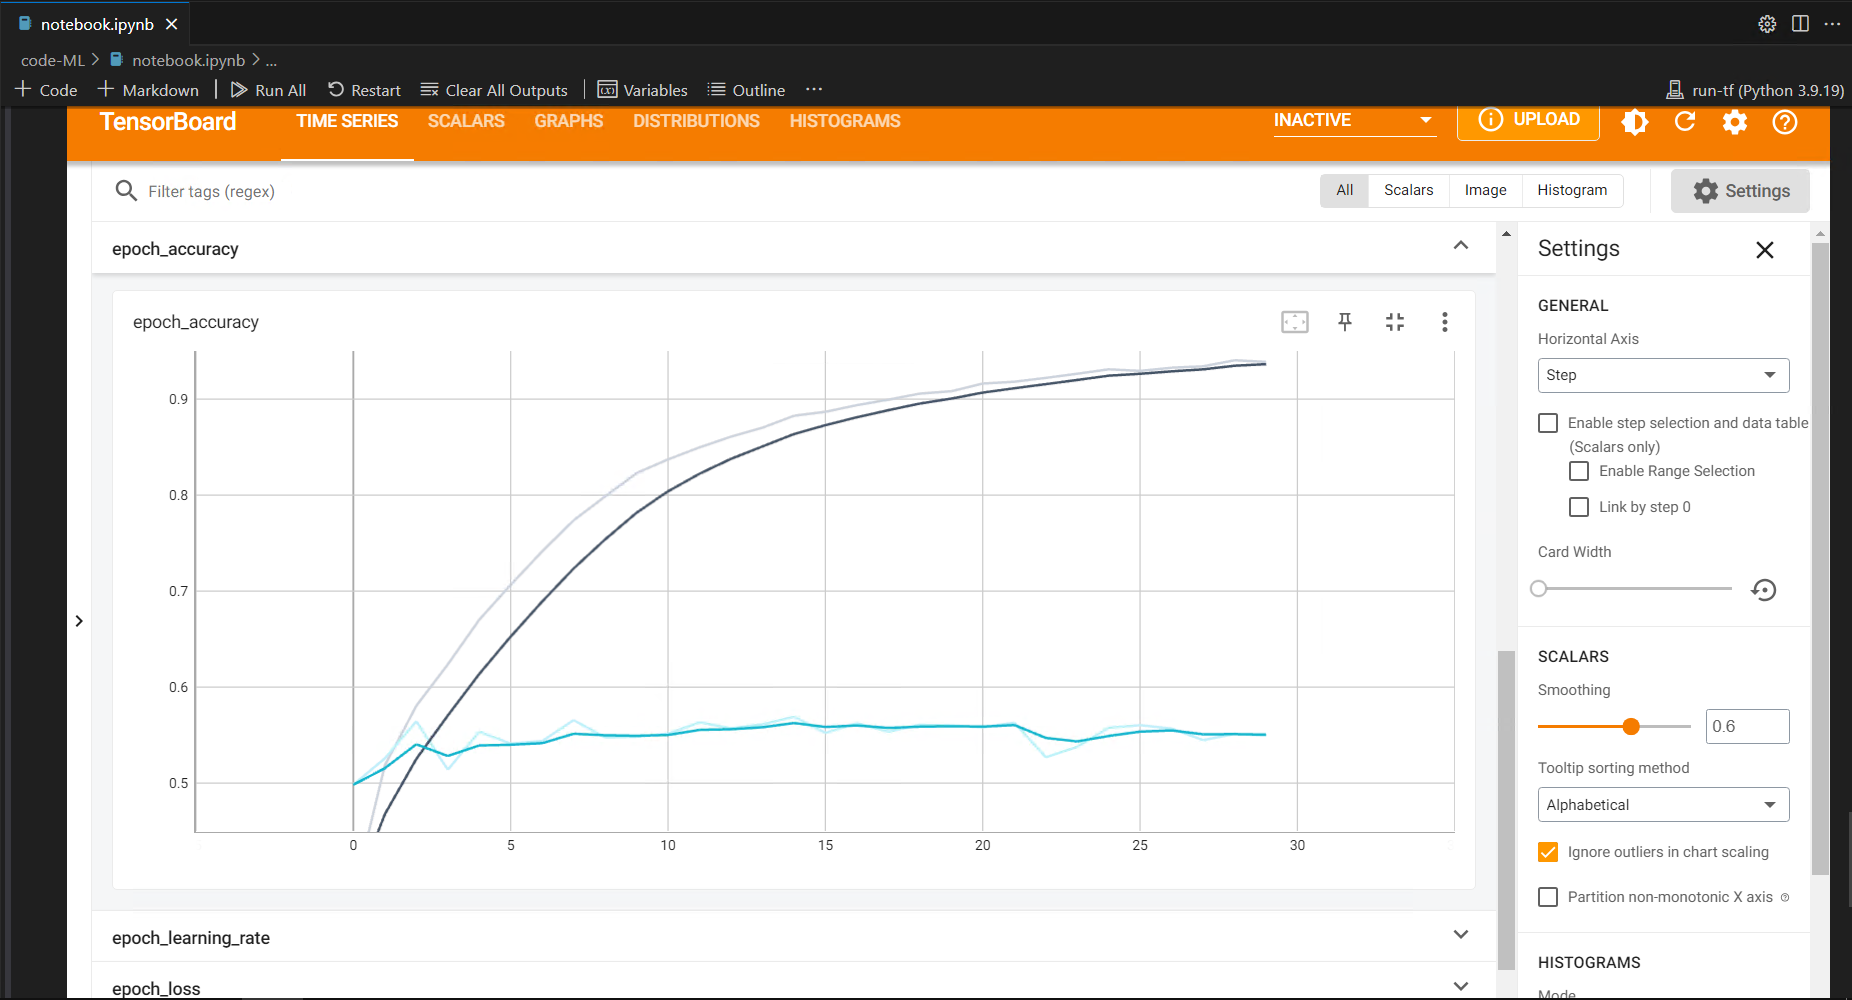 notebook.ipynb
code-ML > notebook.ipynb > ...
+ Code + Markdown | Run All Restart Clear All Outputs | Variables Outline ... run-tf (Python 3.9.19)
TensorBoard TIME SERIES SCALARS GRAPHS DISTRIBUTIONS HISTOGRAMS INACTIVE UPLOAD
Filter tags (regex) All Scalars Image Histogram Settings
epoch_accuracy
epoch_accuracy
0.9
0.8
0.7
0.6
0.5
0 5 10 15 20 25 30
epoch_learning_rate
epoch_loss
Settings
GENERAL
Horizontal Axis
Step
Enable step selection and data table
(Scalars only)
Enable Range Selection
Link by step 0
Card Width
SCALARS
Smoothing
0.6
Tooltip sorting method
Alphabetical
Ignore outliers in chart scaling
Partition non-monotonic X axis
HISTOGRAMS
Mode